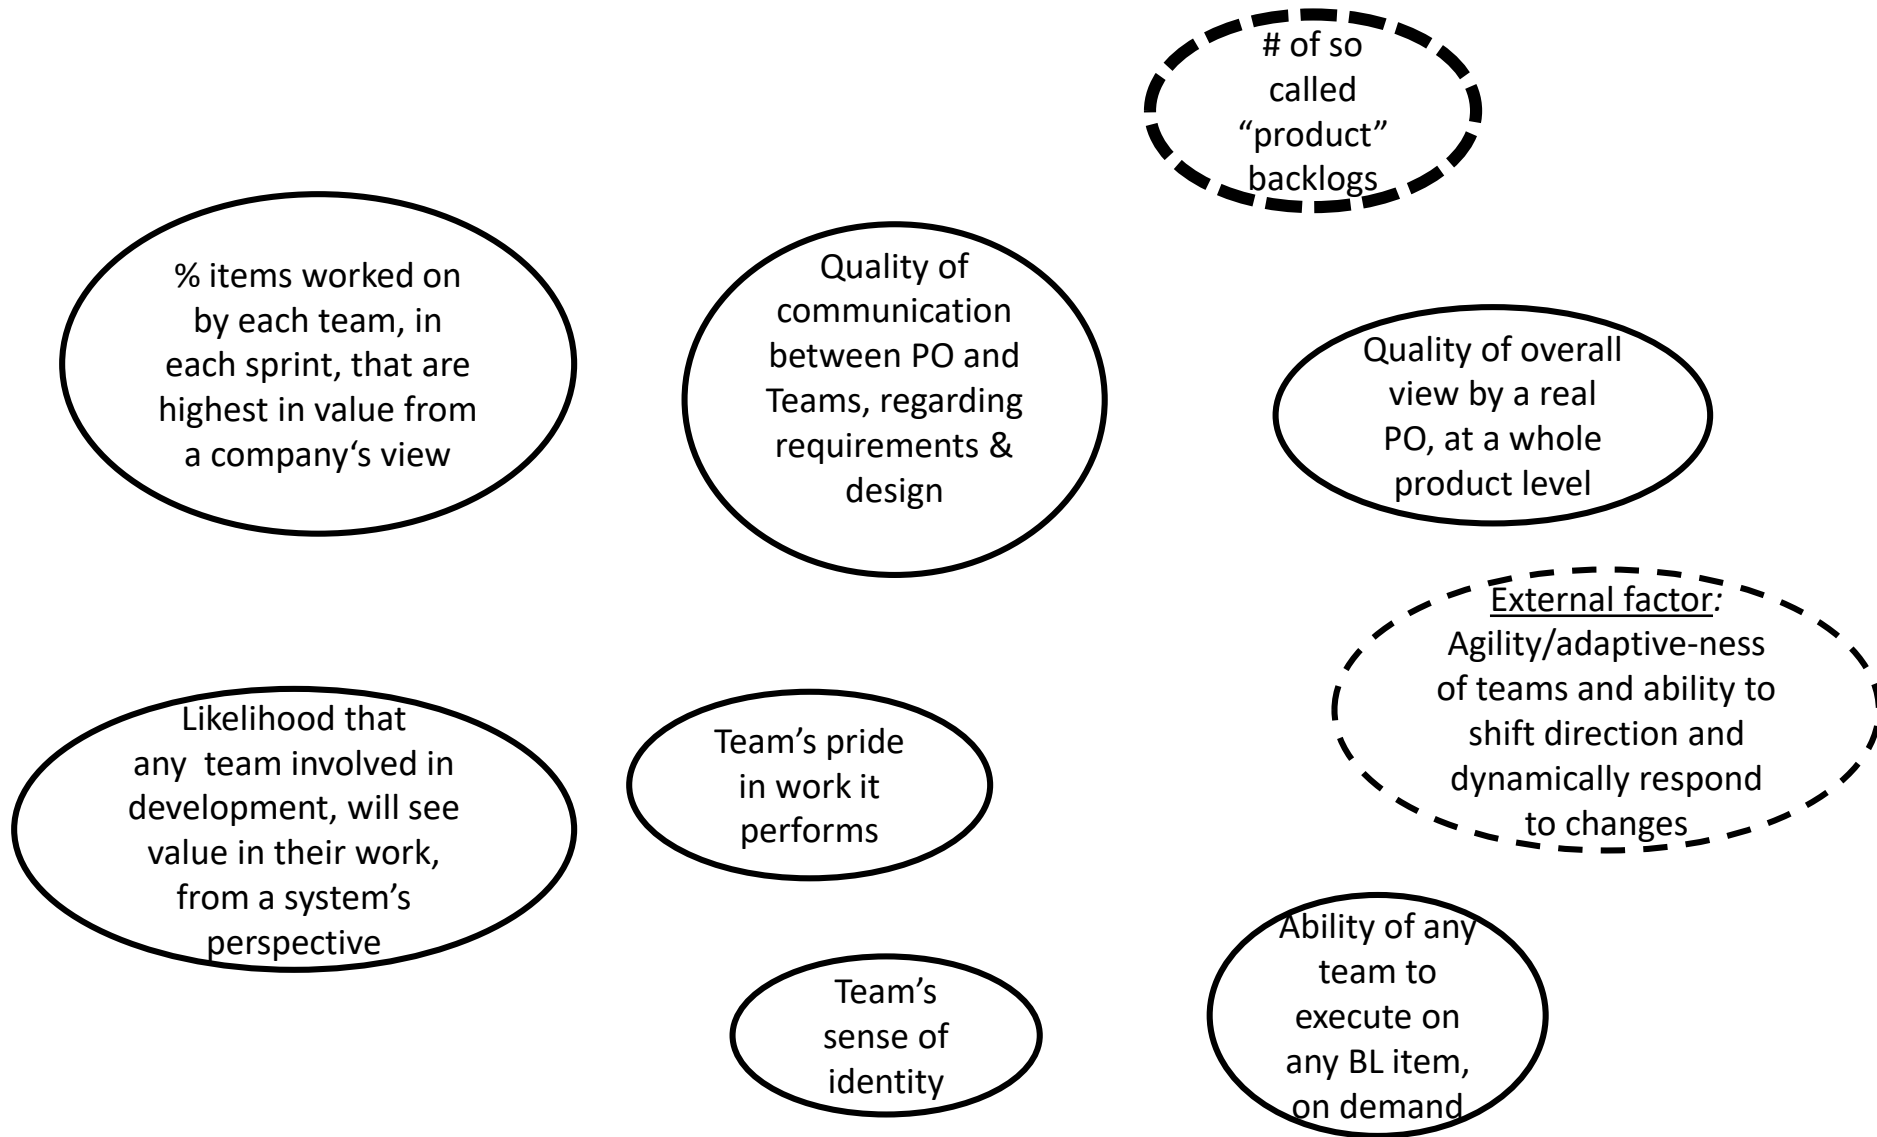 # of so
called
“product”
backlogs
% items worked on
by each team, in
each sprint, that are
highest in value from
a company‘s view
Quality of
communication
between PO and
Teams, regarding
requirements &
design
Quality of overall
view by a real
PO, at a whole
product level
External factor:
Agility/adaptive-ness
of teams and ability to
shift direction and
dynamically respond
to changes
Likelihood that
any  team involved in
development, will see
value in their work,
from a system’s
perspective
Team’s pride
in work it
performs
Team’s
sense of
identity
Ability of any
team to
execute on
any BL item,
on demand